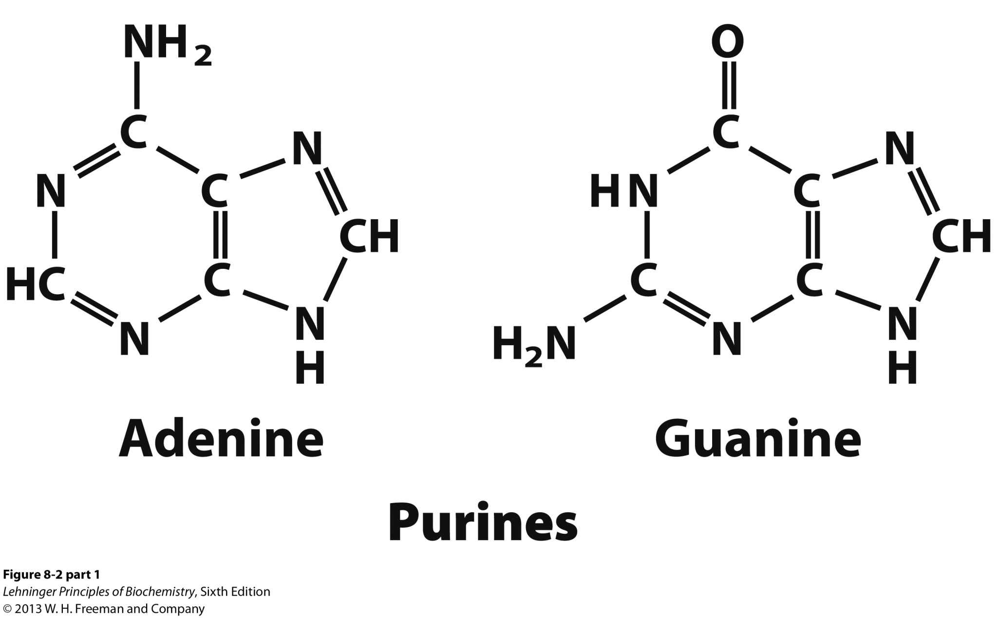 NH2 O
C N C N
N C HN C
CH CH
HC C C C
N N N N
H H2N H
Adenine Guanine
Purines
Figure 8-2 part 1
Lehninger Principles of Biochemistry, Sixth Edition
© 2013 W. H. Freeman and Company